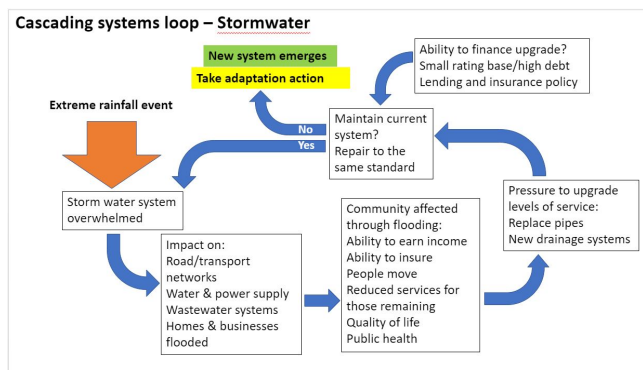 Cascading systems loop – Stormwater
New system emerges
Take adaptation action
Ability to finance upgrade?
Small rating base/high debt
Lending and insurance policy
Extreme rainfall event
No
Yes
Maintain current
system?
Repair to the
same standard
Storm water system
overwhelmed
Impact on:
Road/transport
networks
Water & power supply
Wastewater systems
Homes & businesses
flooded
Community affected
through flooding:
Ability to earn income
Ability to insure
People move
Reduced services for
those remaining
Quality of life
Public health
Pressure to upgrade
levels of service:
Replace pipes
New drainage systems